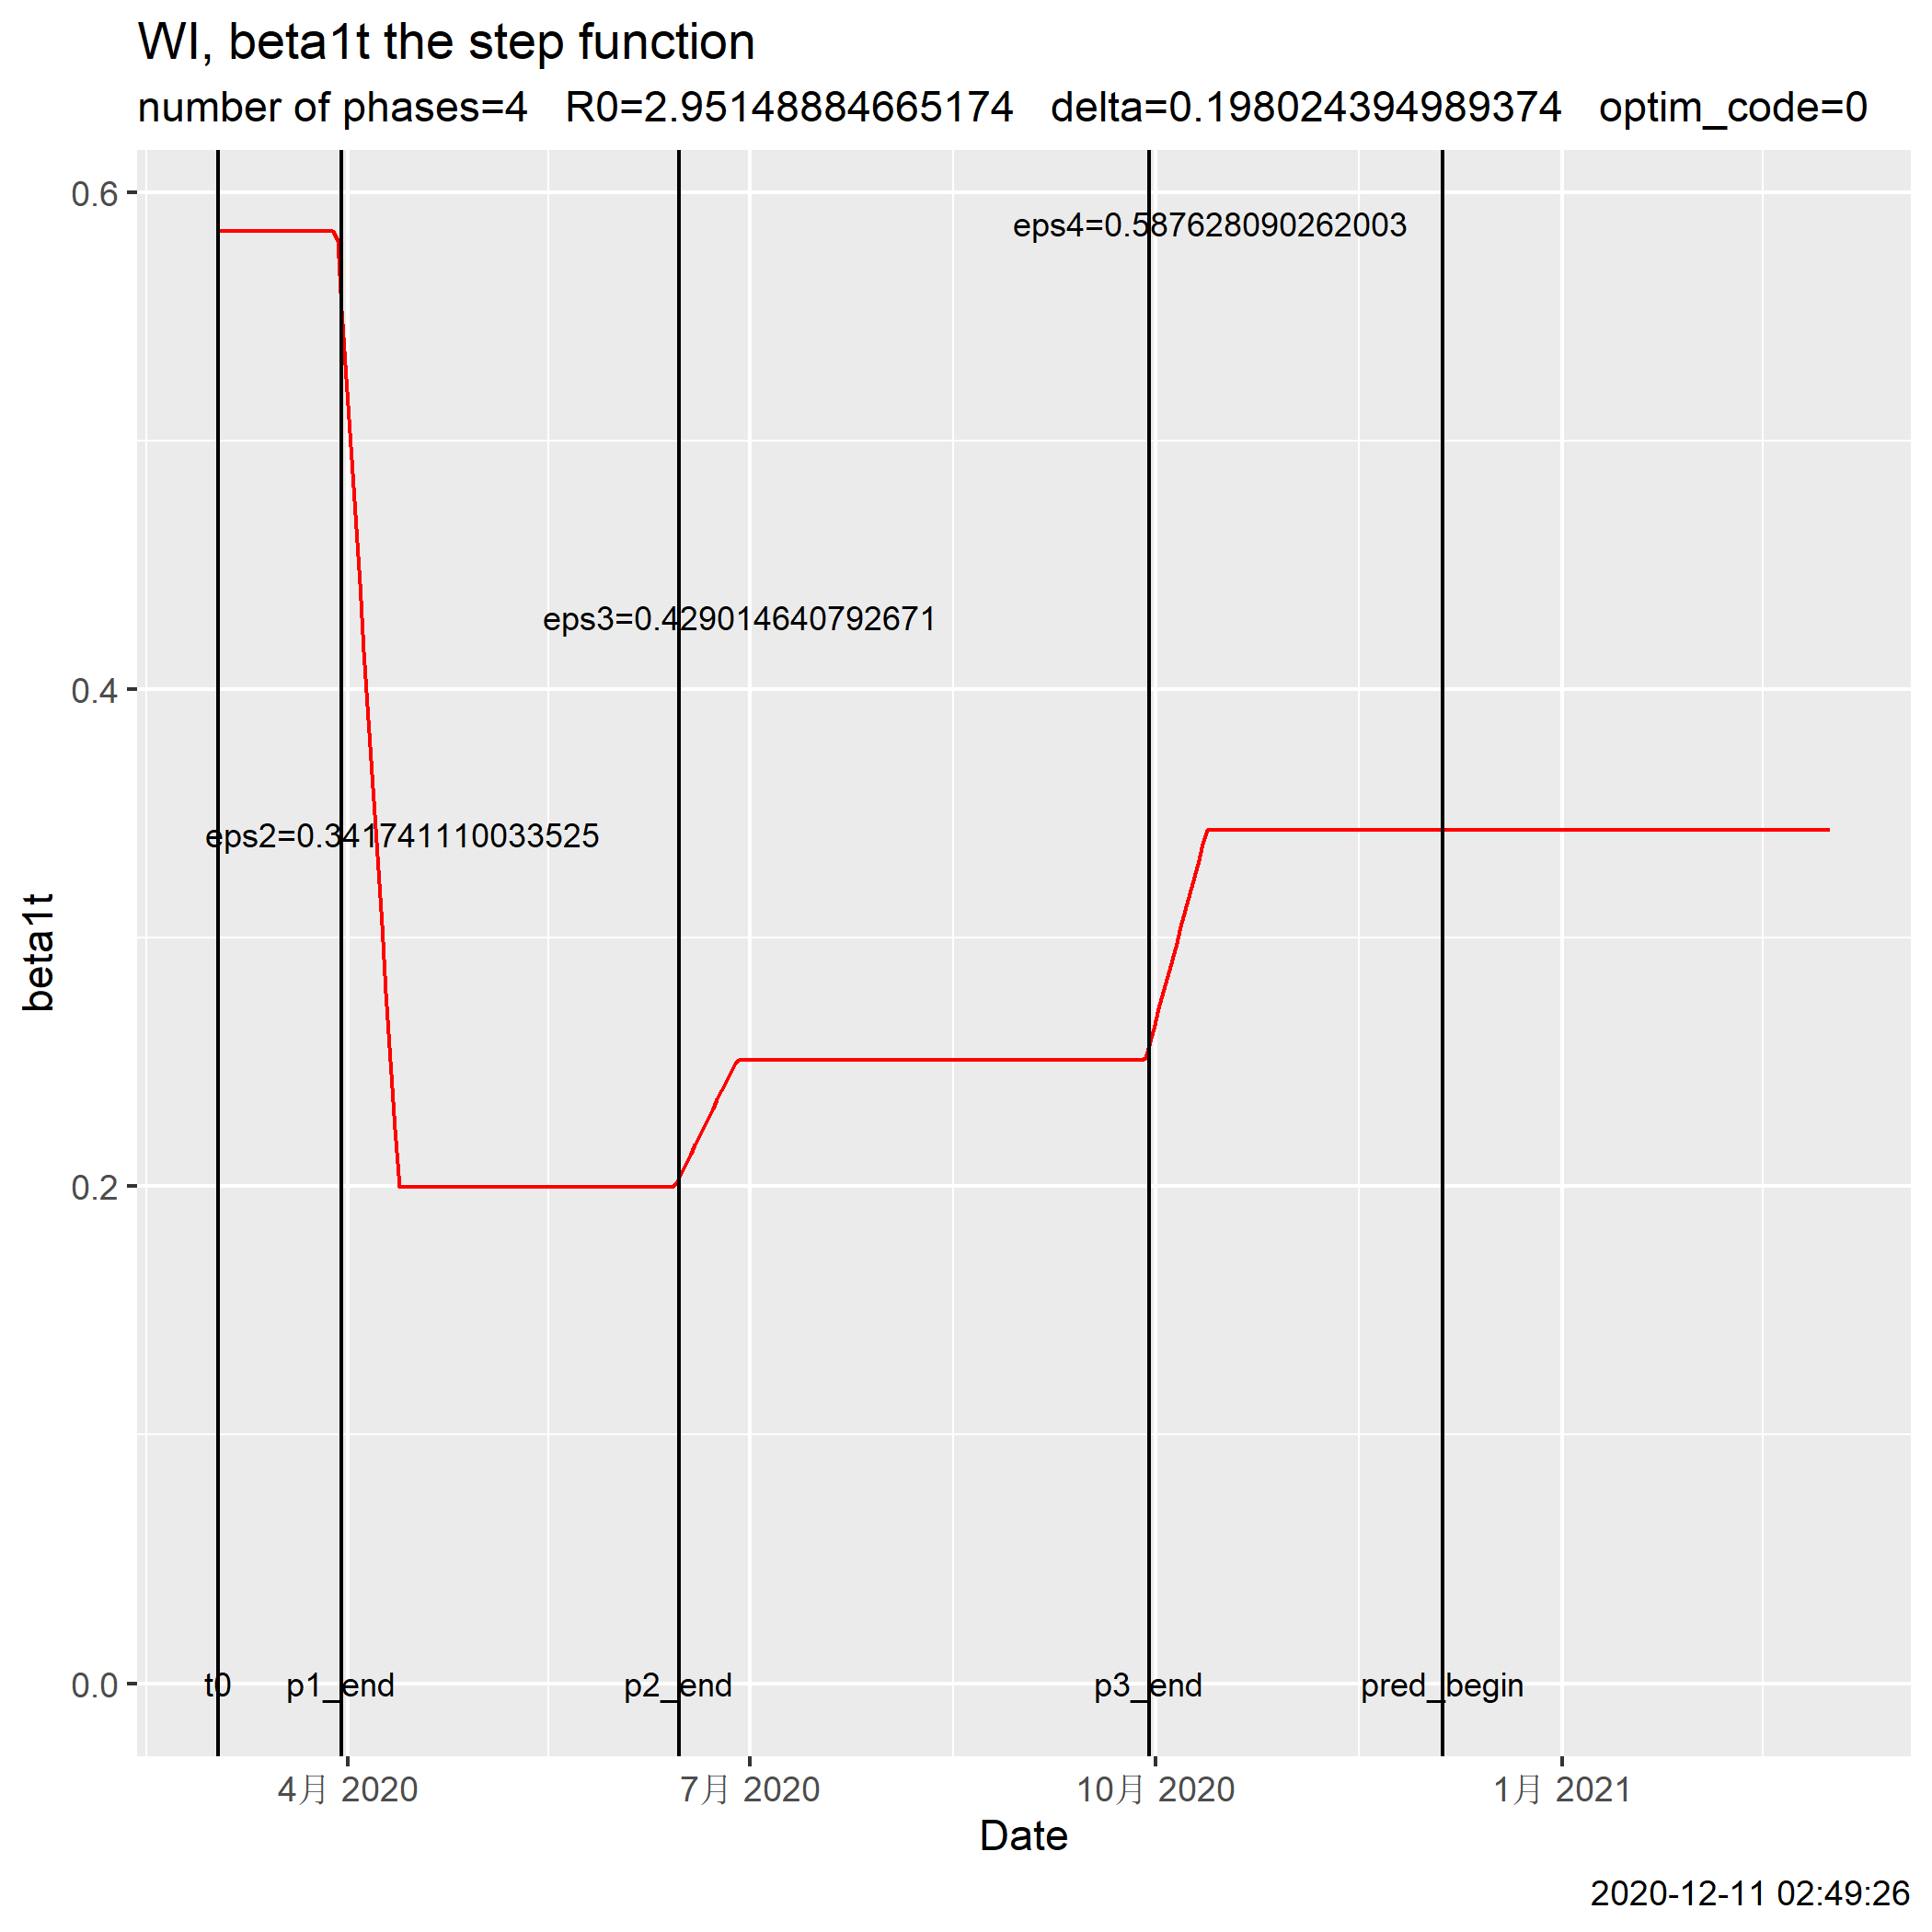 WI, beta1t the step function
number of phases=4   R0=2.95148884665174   delta=0.198024394989374   optim_code=0
0.6
eps4=0.587628090262003
eps3=0.429014640792671
0.4
eps2=0.341741110033525
beta1t
0.2
0.0
t0
p1_end
p2_end
p3_end
pred_begin
4月 2020
7月 2020
10月 2020
1月 2021
Date
2020-12-11 02:49:26